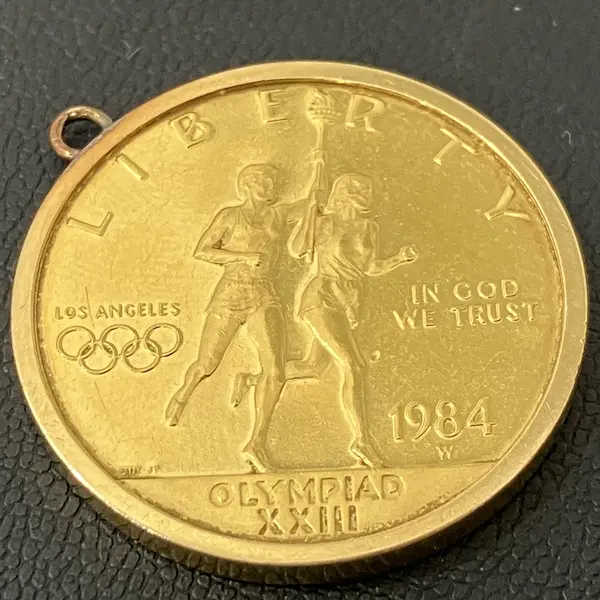 LIBERTY
LOS ANGELES
IN GOD
WE TRUST
1984
W
OLYMPIAD
XXIII